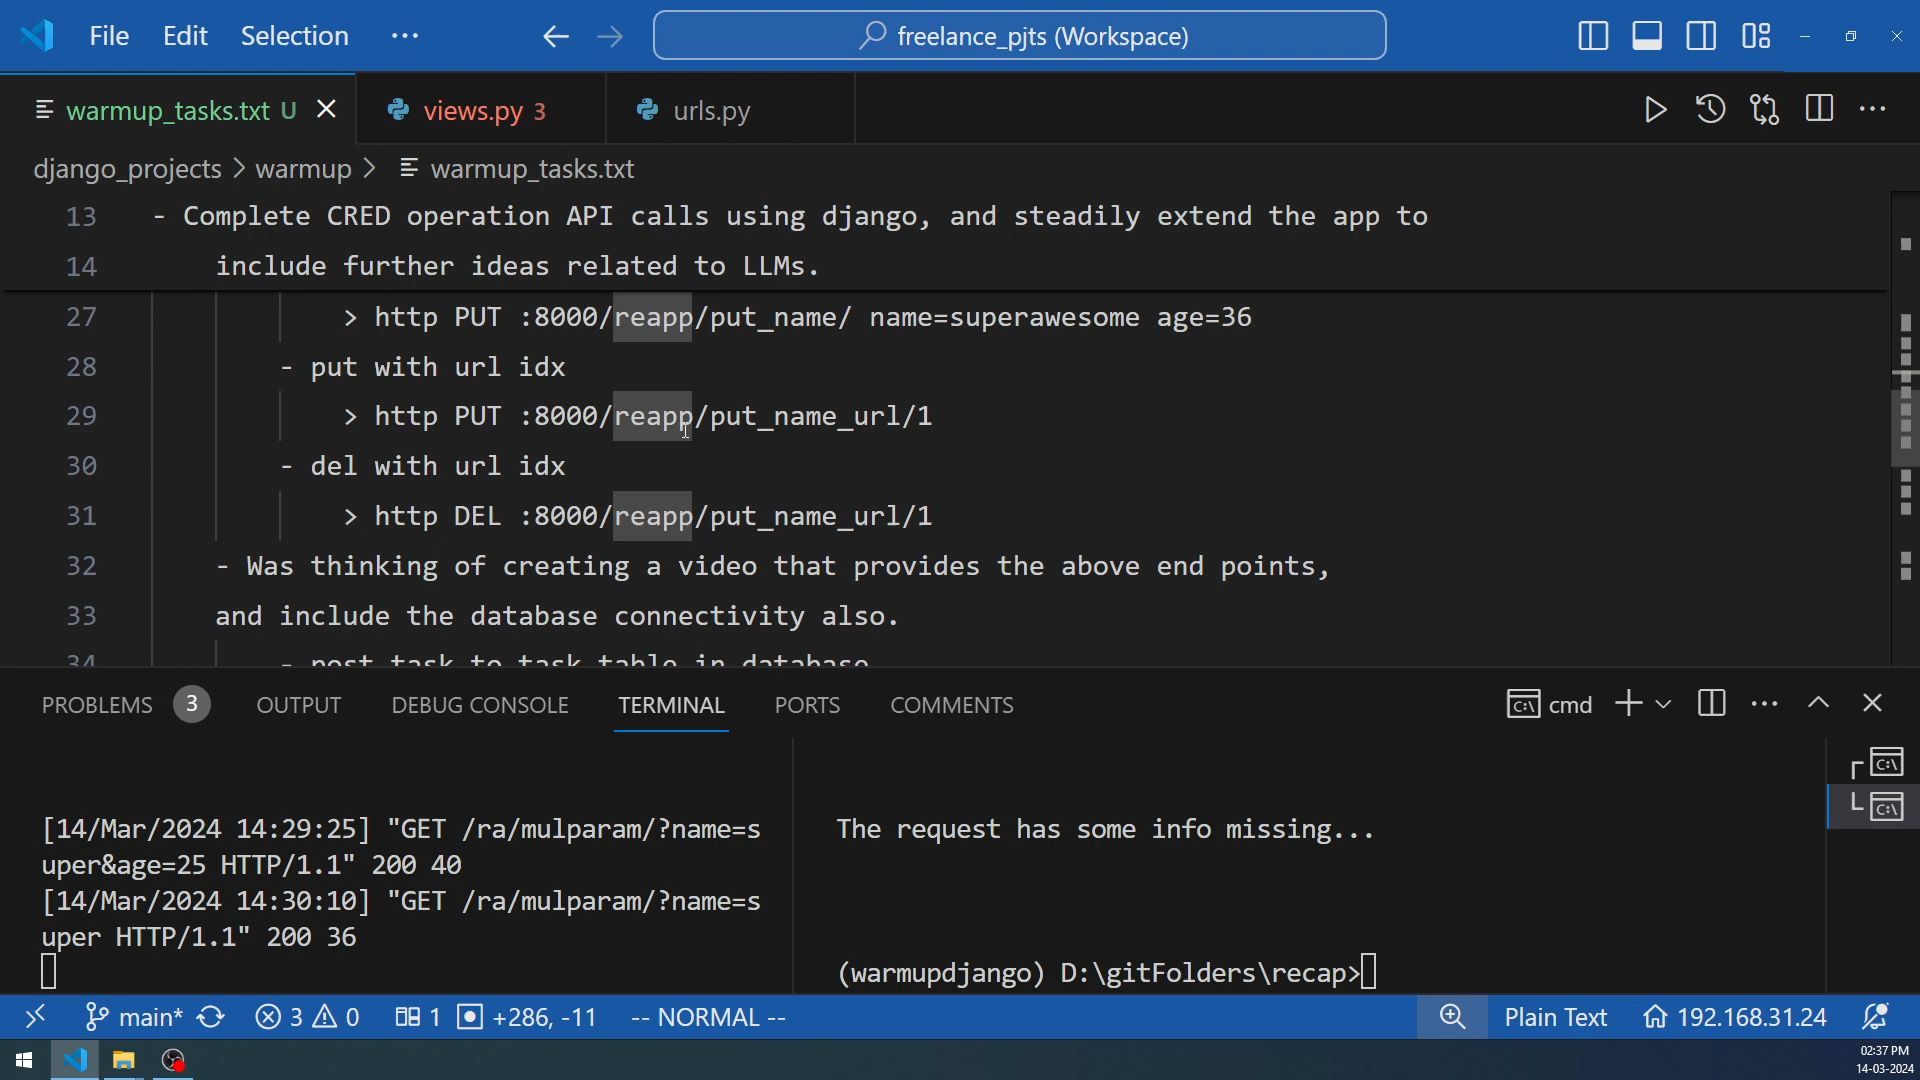 File Edit Selection ··· freelance_pjts (Workspace)
warmup_tasks.txt U views.py 3 urls.py
django_projects > warmup > warmup_tasks.txt
13 - Complete CRED operation API calls using django, and steadily extend the app to
14 include further ideas related to LLMs.
27 > http PUT :8000/reapp/put_name/ name=superawesome age=36
28 - put with url idx
29 > http PUT :8000/reapp/put_name_url/1
30 - del with url idx
31 > http DEL :8000/reapp/put_name_url/1
32 - Was thinking of creating a video that provides the above end points,
33 and include the database connectivity also.
34 - post task to task table in database
PROBLEMS 3 OUTPUT DEBUG CONSOLE TERMINAL PORTS COMMENTS cmd
[14/Mar/2024 14:29:25] "GET /ra/mulparam/?name=s
uper&age=25 HTTP/1.1" 200 40
[14/Mar/2024 14:30:10] "GET /ra/mulparam/?name=s
uper HTTP/1.1" 200 36
The request has some info missing...
(warmupdjango) D:\gitFolders\recap>
main* 3 0 1 +286, -11 -- NORMAL -- Plain Text 192.168.31.24
02:37 PM
14-03-2024